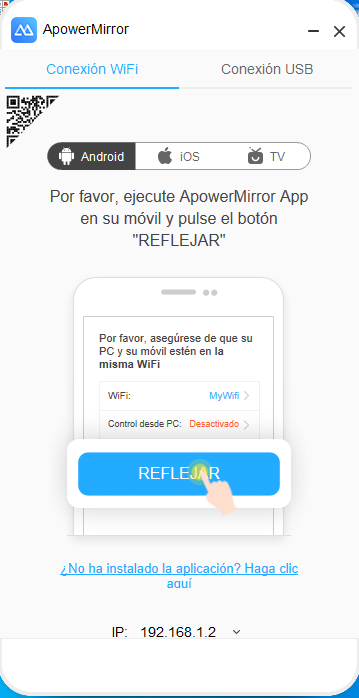 ApowerMirror
Conexión WiFi
Conexión USB
Android
iOS
TV
Por favor, ejecute ApowerMirror App
en su móvil y pulse el botón
"REFLEJAR"
Por favor, asegúrese de que su
PC y su móvil estén en la
misma WiFi
WiFi: MyWifi
Control desde PC: Desactivado
REFLEJAR
¿No ha instalado la aplicación? Haga clic
aquí
IP: 192.168.1.2